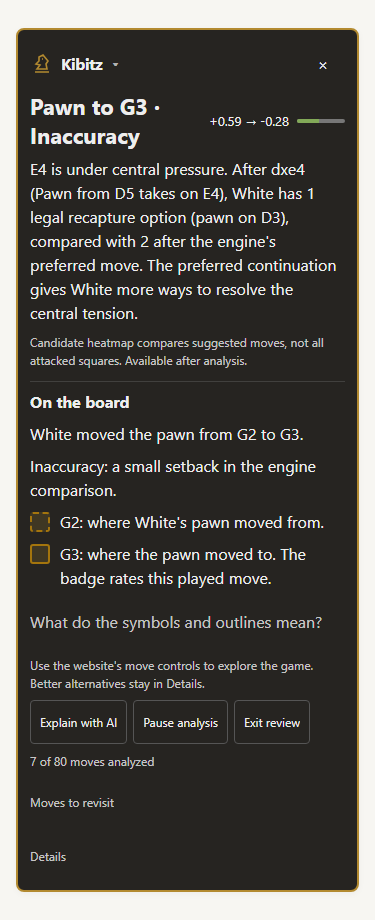 Kibitz
×
Pawn to G3 ·
Inaccuracy
+0.59 → -0.28
E4 is under central pressure. After dxe4
(Pawn from D5 takes on E4), White has 1
legal recapture option (pawn on D3),
compared with 2 after the engine's
preferred move. The preferred continuation
gives White more ways to resolve the
central tension.
Candidate heatmap compares suggested moves, not all
attacked squares. Available after analysis.
On the board
White moved the pawn from G2 to G3.
Inaccuracy: a small setback in the engine
comparison.
G2: where White's pawn moved from.
G3: where the pawn moved to. The
badge rates this played move.
What do the symbols and outlines mean?
Use the website's move controls to explore the game.
Better alternatives stay in Details.
Explain with AI
Pause analysis
Exit review
7 of 80 moves analyzed
Moves to revisit
Details